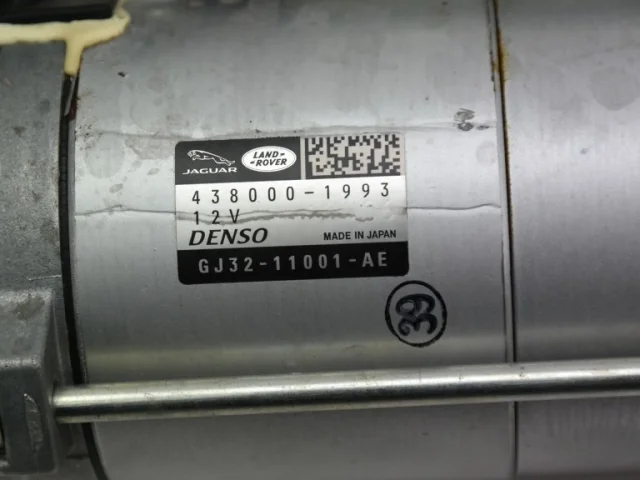 JAGUAR
LAND-
-ROVER
438000-1993
12V
DENSO MADE IN JAPAN
GJ32-11001-AE
39